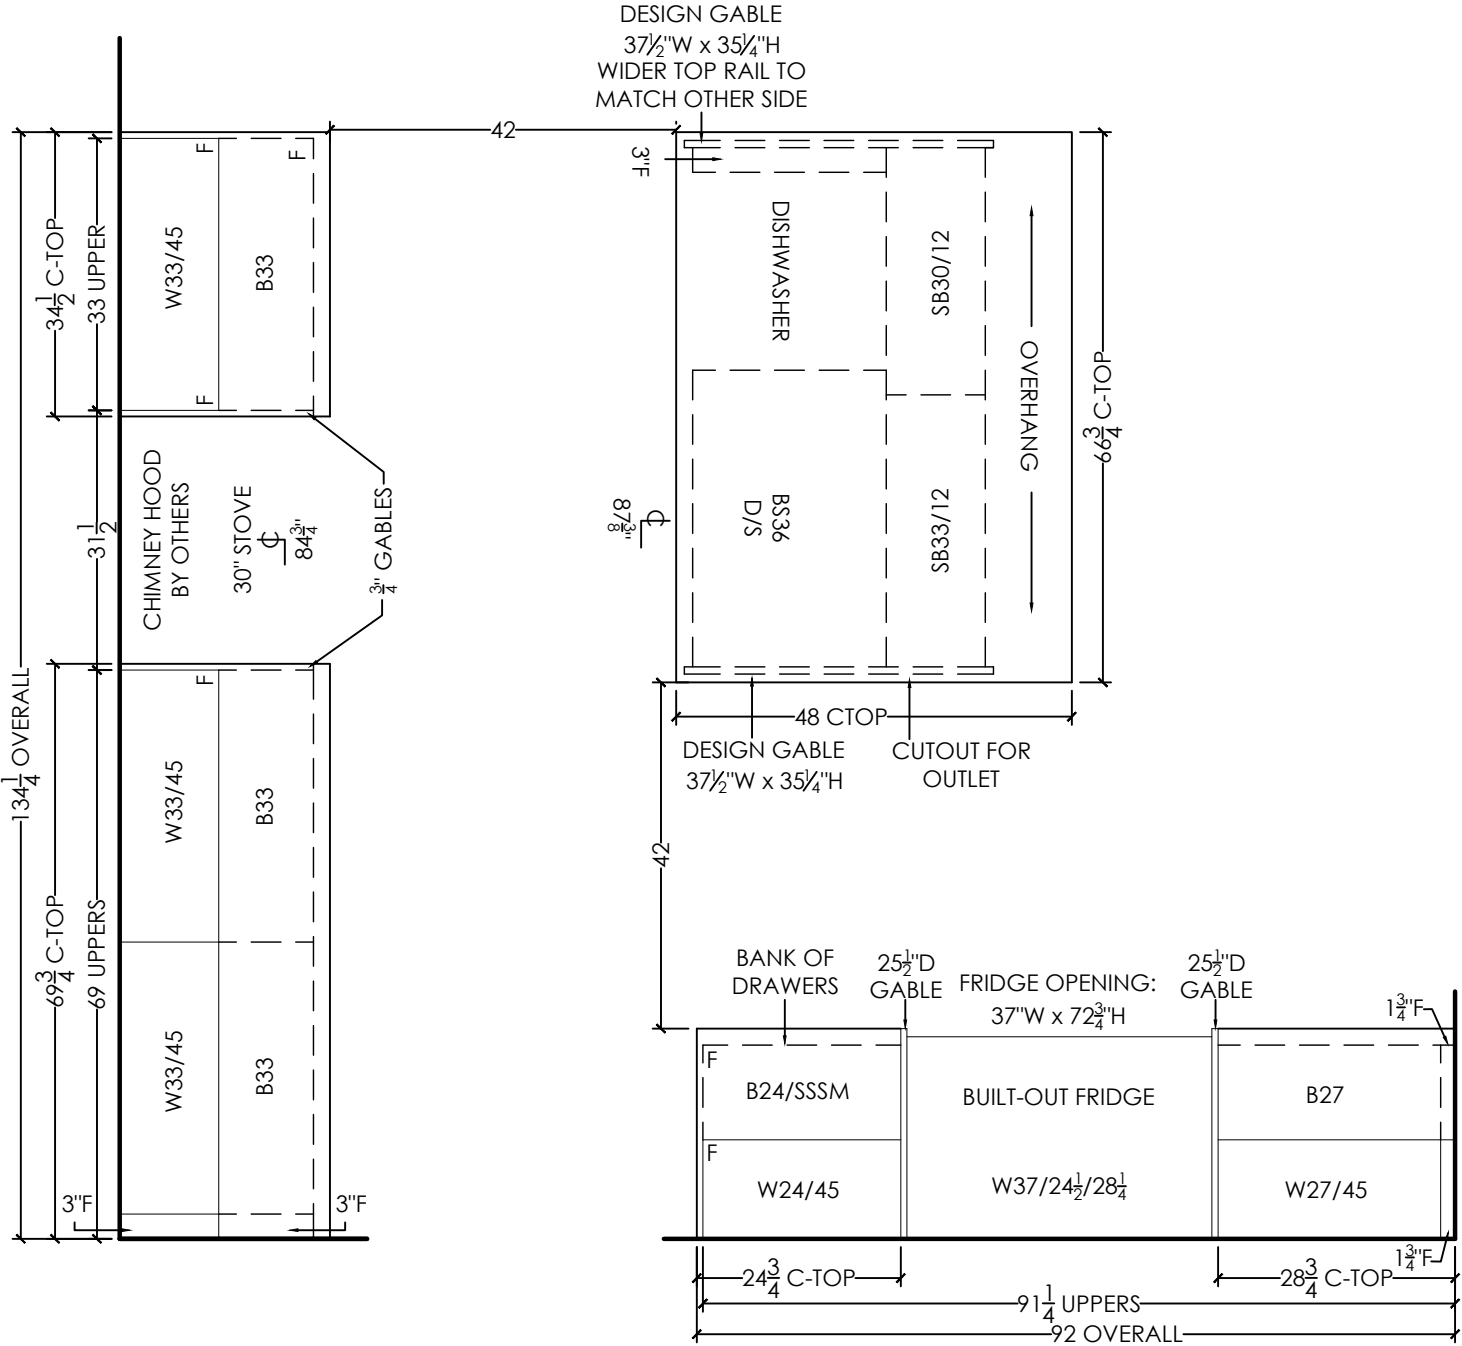 DESIGN GABLE
37½"W x 35¼"H
WIDER TOP RAIL TO
MATCH OTHER SIDE
42
3"F
F
F
F
W33/45
B33
33 UPPER
34½ C-TOP
DISHWASHER
SB30/12
OVERHANG
66¾ C-TOP
31½
CHIMNEY HOOD
BY OTHERS
30" STOVE
℄
84¾"
¾" GABLES
℄
87⅜"
BS36
D/S
SB33/12
134¼ OVERALL
F
W33/45
B33
48 CTOP
DESIGN GABLE
37½"W x 35¼"H
CUTOUT FOR
OUTLET
42
69¾ C-TOP
69 UPPERS
W33/45
B33
3"F
3"F
BANK OF
DRAWERS
25½"D
GABLE
FRIDGE OPENING:
37"W x 72¾"H
25½"D
GABLE
1¾"F
F
B24/SSSM
BUILT-OUT FRIDGE
B27
F
W24/45
W37/24½/28¼
W27/45
1¾"F
24¾ C-TOP
28¾ C-TOP
91¼ UPPERS
92 OVERALL